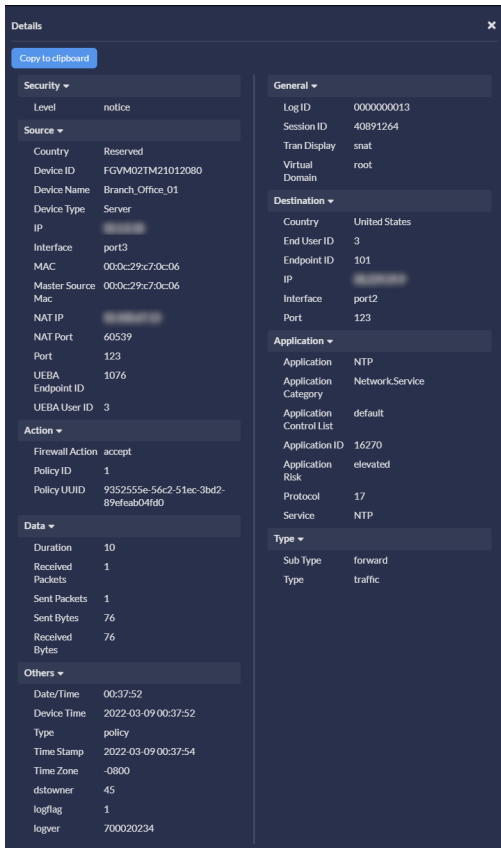 Details
Copy to clipboard
Security
Level notice
Source
Country Reserved
Device ID FGVM02TM21012080
Device Name Branch_Office_01
Device Type Server
IP
Interface port3
MAC 00:0c:29:c7:0c:06
Master Source 00:0c:29:c7:0c:06
Mac
NAT IP
NAT Port 60539
Port 123
UEBA 1076
Endpoint ID
UEBA User ID 3
Action
Firewall Action accept
Policy ID 1
Policy UUID 9352555e-56c2-51ec-3bd2-
89efeab04fd0
Data
Duration 10
Received 1
Packets
Sent Packets 1
Sent Bytes 76
Received 76
Bytes
Others
Date/Time 00:37:52
Device Time 2022-03-09 00:37:52
Type policy
Time Stamp 2022-03-09 00:37:54
Time Zone -0800
dstowner 45
logflag 1
logver 700020234
General
Log ID 0000000013
Session ID 40891264
Tran Display snat
Virtual root
Domain
Destination
Country United States
End User ID 3
Endpoint ID 101
IP
Interface port2
Port 123
Application
Application NTP
Application Network.Service
Category
Application default
Control List
Application ID 16270
Application elevated
Risk
Protocol 17
Service NTP
Type
Sub Type forward
Type traffic